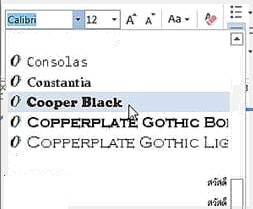 Calibri 12 A A Aa
O Consolas
O Constantia
O Cooper Black
O COPPERPLATE GOTHIC BOL
O COPPERPLATE GOTHIC LIG
สวัสดี
สวัสดี